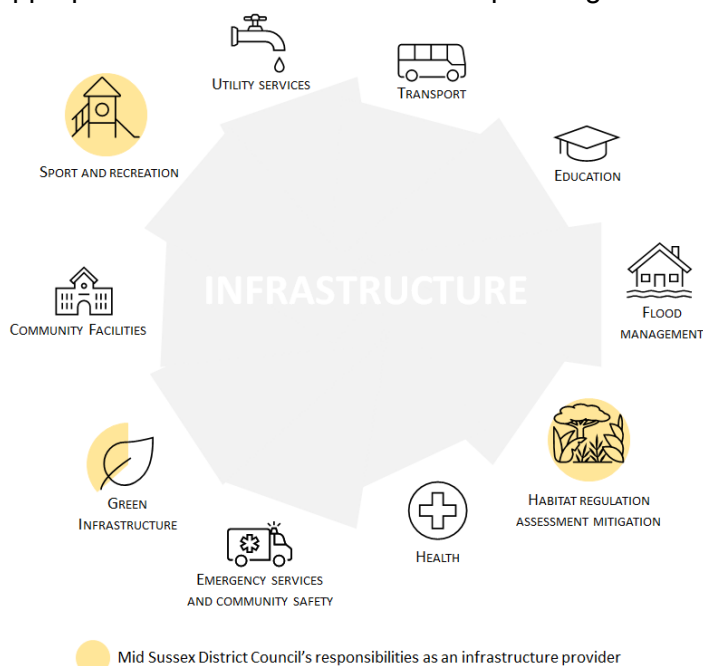 UTILITY SERVICES
TRANSPORT
SPORT AND RECREATION
EDUCATION
INFRASTRUCTURE
COMMUNITY FACILITIES
FLOOD
MANAGEMENT
GREEN
INFRASTRUCTURE
HABITAT REGULATION
ASSESSMENT MITIGATION
HEALTH
EMERGENCY SERVICES
AND COMMUNITY SAFETY
Mid Sussex District Council's responsibilities as an infrastructure provider